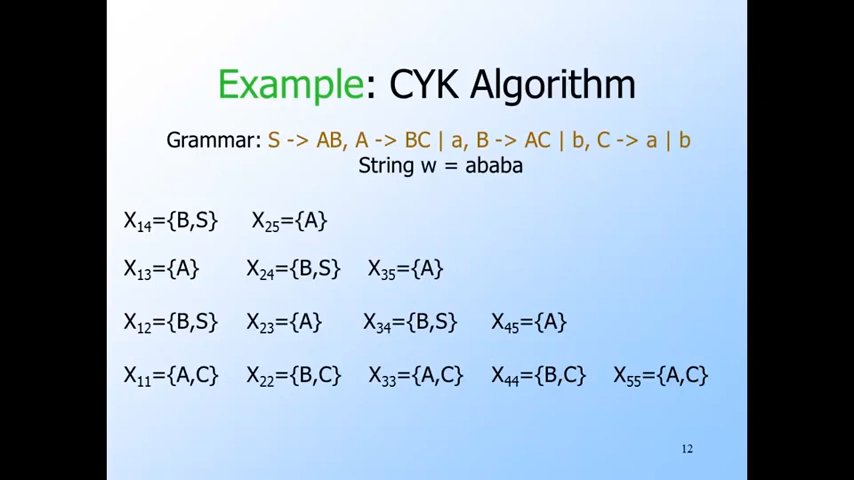 Example: CYK Algorithm
Grammar: S -> AB, A -> BC | a, B -> AC | b, C -> a | b
String w = ababa
X₁₄={B,S} X₂₅={A}
X₁₃={A} X₂₄={B,S} X₃₅={A}
X₁₂={B,S} X₂₃={A} X₃₄={B,S} X₄₅={A}
X₁₁={A,C} X₂₂={B,C} X₃₃={A,C} X₄₄={B,C} X₅₅={A,C}
12